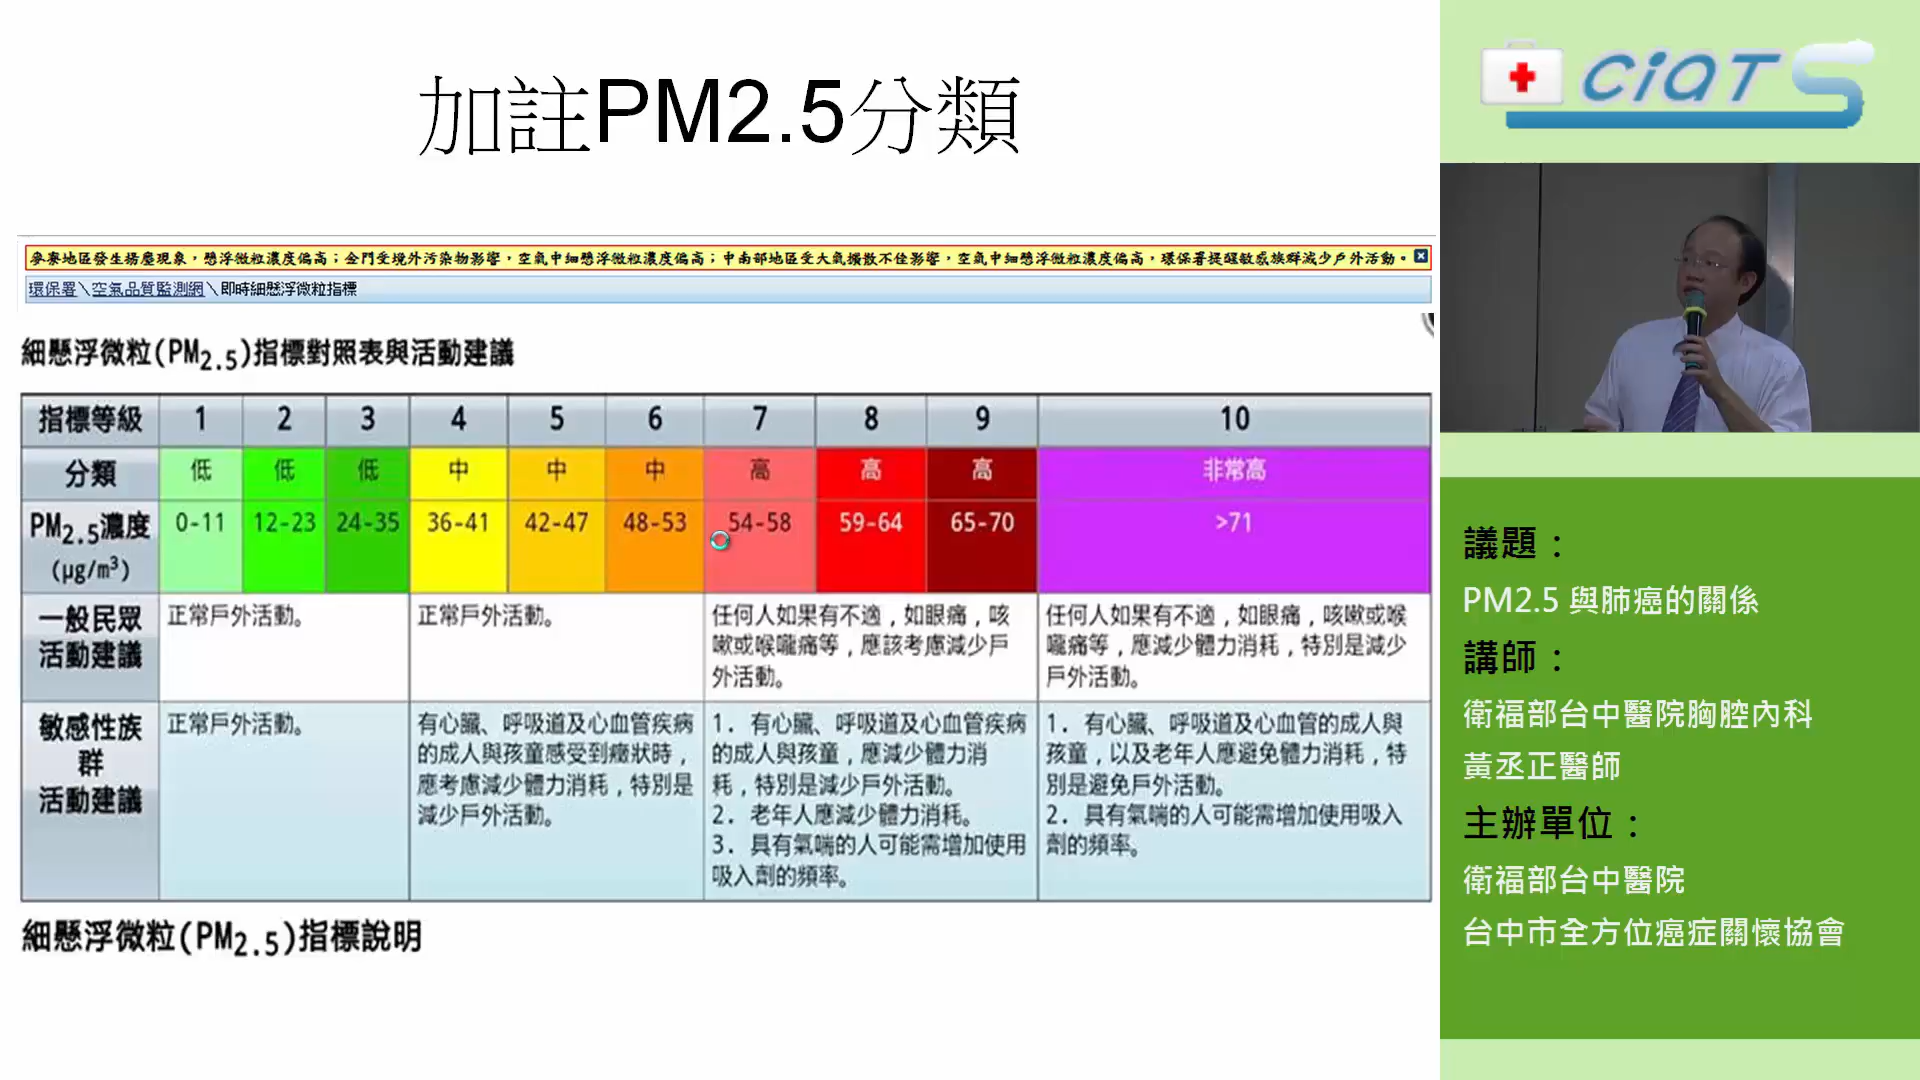 加註PM2.5分類
麥寮地區發生揚塵現象，懸浮微粒濃度偏高；金門受境外污染物影響，空氣中細懸浮微粒濃度偏高；中南部地區受大氣擴散不佳影響，空氣中細懸浮微粒濃度偏高，環保署提醒敏感族群減少戶外活動。
環保署\空氣品質監測網\即時細懸浮微粒指標
細懸浮微粒(PM2.5)指標對照表與活動建議
指標等級 1 2 3 4 5 6 7 8 9 10
分類 低 低 低 中 中 中 高 高 高 非常高
PM2.5濃度
(μg/m3)
0-11 12-23 24-35 36-41 42-47 48-53 54-58 59-64 65-70 >71
一般民眾
活動建議
正常戶外活動。
正常戶外活動。
任何人如果有不適，如眼痛，咳
嗽或喉嚨痛等，應該考慮減少戶
外活動。
任何人如果有不適，如眼痛，咳嗽或喉
嚨痛等，應減少體力消耗，特別是減少
戶外活動。
敏感性族
群
活動建議
正常戶外活動。
有心臟、呼吸道及心血管疾病
的成人與孩童感受到癥狀時，
應考慮減少體力消耗，特別是
減少戶外活動。
1. 有心臟、呼吸道及心血管疾病
的成人與孩童，應減少體力消
耗，特別是減少戶外活動。
2. 老年人應減少體力消耗。
3. 具有氣喘的人可能需增加使用
吸入劑的頻率。
1. 有心臟、呼吸道及心血管的成人與
孩童，以及老年人應避免體力消耗，特
別是避免戶外活動。
2. 具有氣喘的人可能需增加使用吸入
劑的頻率。
細懸浮微粒(PM2.5)指標說明
CiATS
議題：
PM2.5 與肺癌的關係
講師：
衛福部台中醫院胸腔內科
黃丞正醫師
主辦單位：
衛福部台中醫院
台中市全方位癌症關懷協會